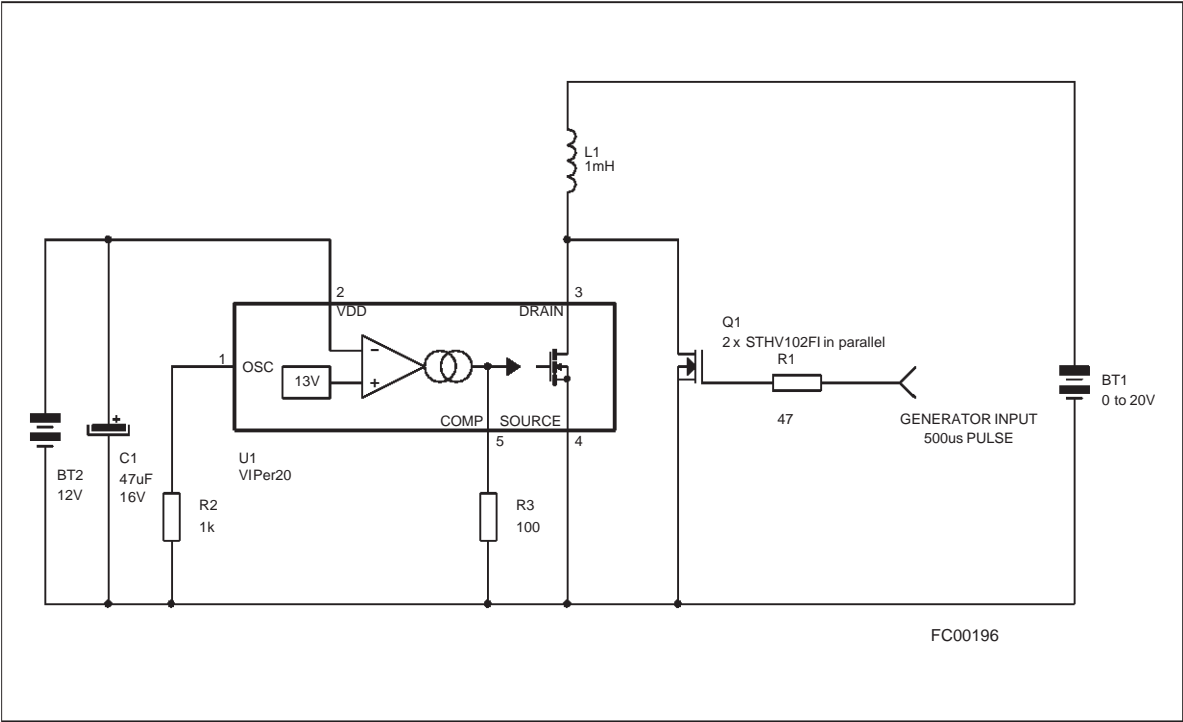 L1
1mH
2
VDD
3
DRAIN
1
OSC
13V
-
+
COMP
SOURCE
5
4
U1
VIPer20
Q1
2 x STHV102FI in parallel
R1
47
GENERATOR INPUT
500us PULSE
BT1
0 to 20V
BT2
12V
+
C1
47uF
16V
R2
1k
R3
100
FC00196